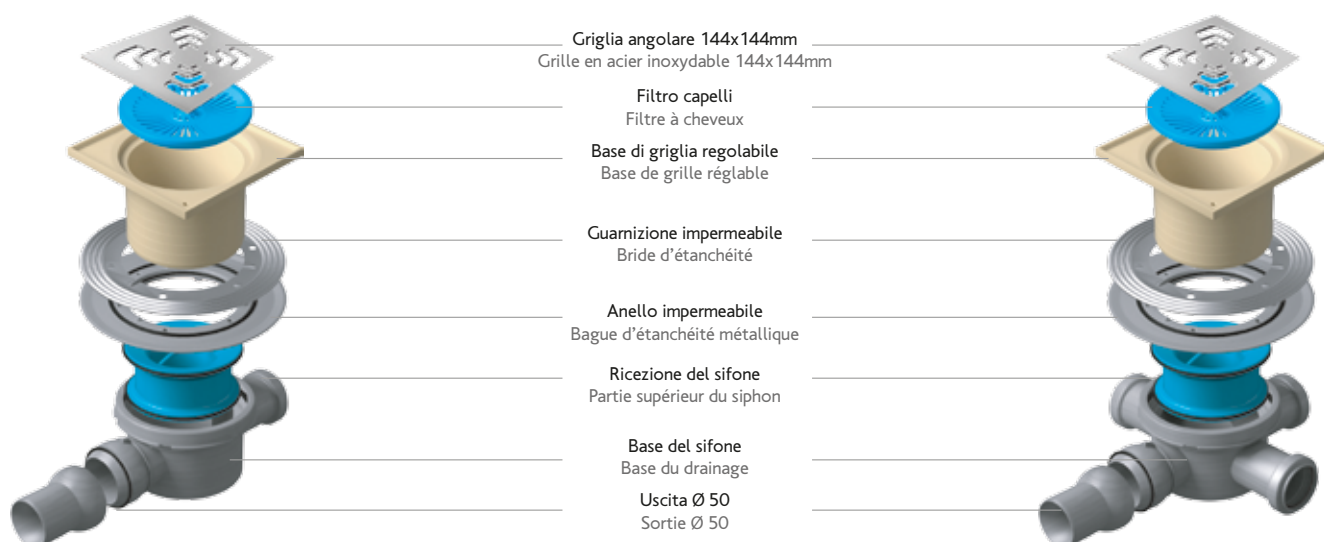 Griglia angolare 144x144mm
Grille en acier inoxydable 144x144mm
Filtro capelli
Filtre à cheveux
Base di griglia regolabile
Base de grille réglable
Guarnizione impermeabile
Bride d’étanchéité
Anello impermeabile
Bague d’étanchéité métallique
Ricezione del sifone
Partie supérieur du siphon
Base del sifone
Base du drainage
Uscita Ø 50
Sortie Ø 50